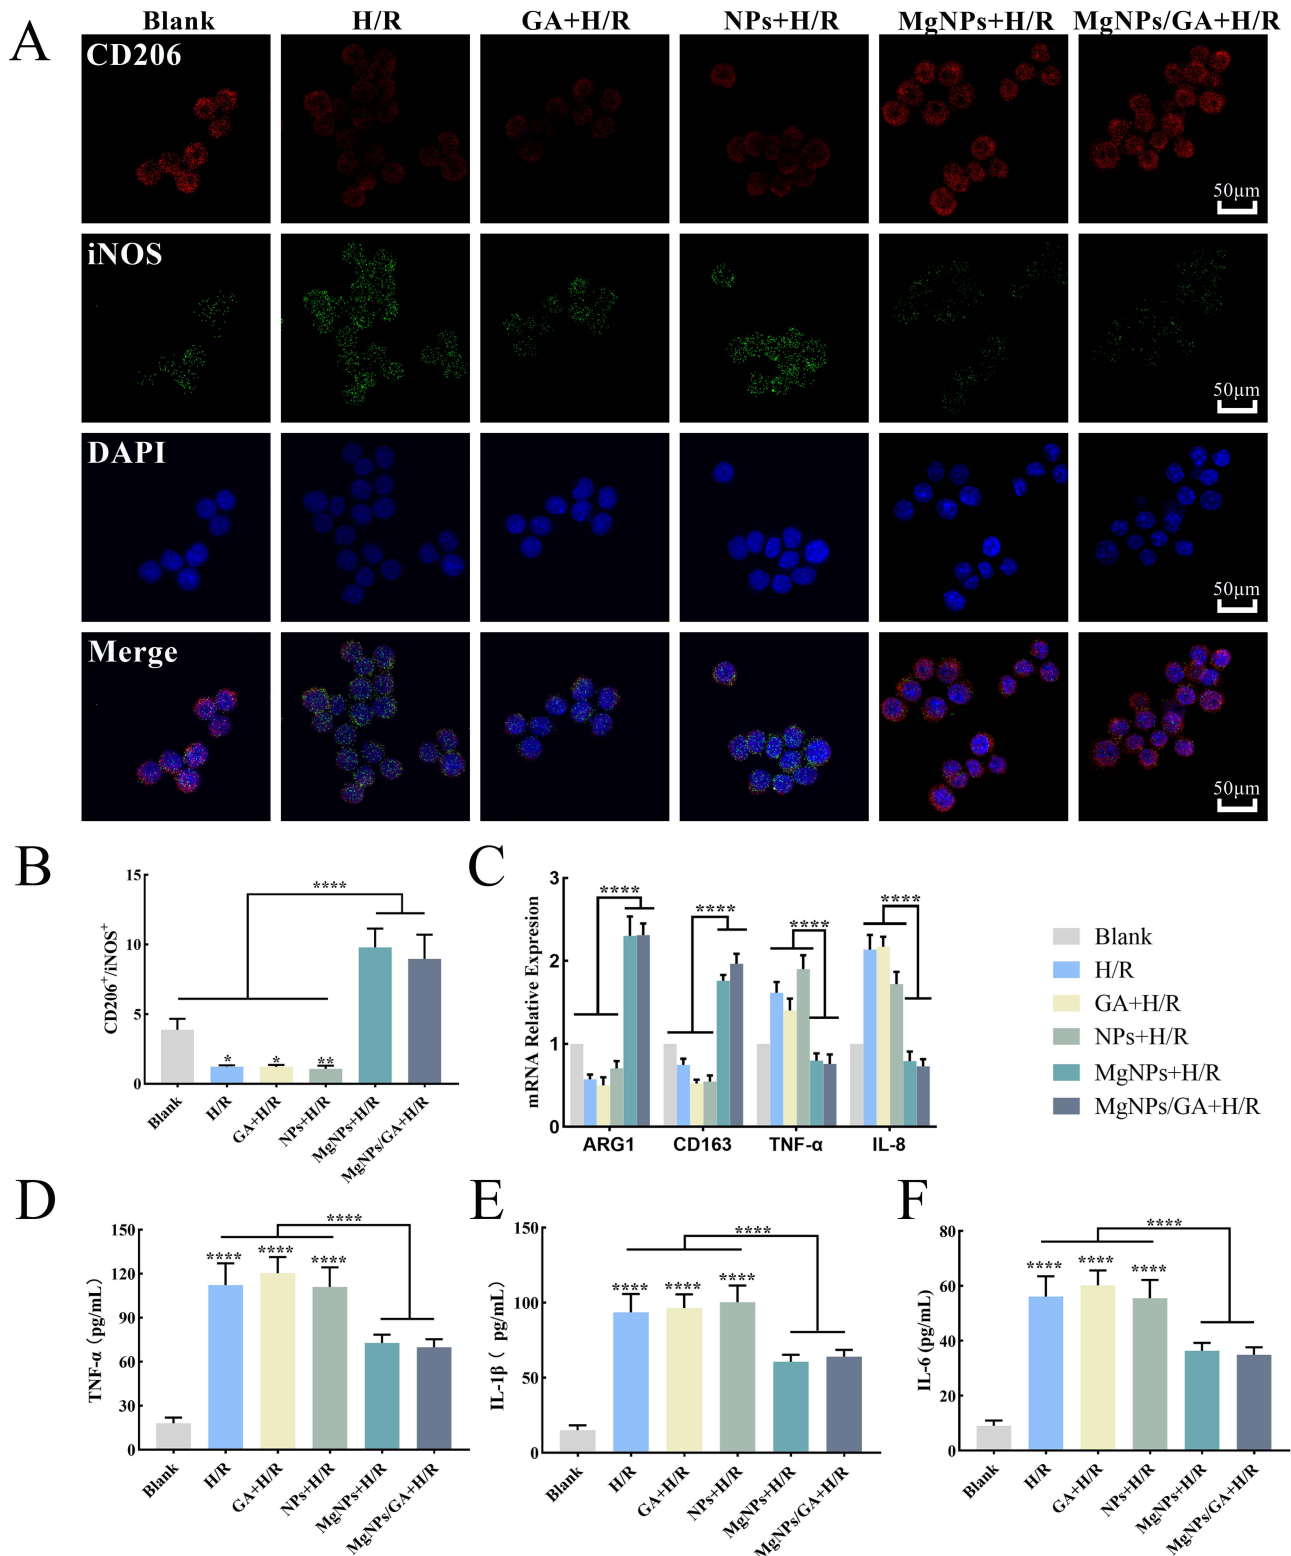 A
Blank H/R GA+H/R NPs+H/R MgNPs+H/R MgNPs/GA+H/R
CD206
50μm
iNOS
50μm
DAPI
50μm
Merge
50μm
B
CD206+/iNOS+
15
10
5
0
****
* * **
Blank H/R GA+H/R NPs+H/R MgNPs+H/R MgNPs/GA+H/R
C
mRNA Relative Expresion
3
2
1
0
**** **** **** ****
ARG1 CD163 TNF-α IL-8
Blank
H/R
GA+H/R
NPs+H/R
MgNPs+H/R
MgNPs/GA+H/R
D
TNF-α (pg/mL)
150
120
90
60
30
0
****
**** **** ****
Blank H/R GA+H/R NPs+H/R MgNPs+H/R MgNPs/GA+H/R
E
IL-1β ( pg/mL)
150
100
50
0
****
**** **** ****
Blank H/R GA+H/R NPs+H/R MgNPs+H/R MgNPs/GA+H/R
F
IL-6 (pg/mL)
80
60
40
20
0
****
**** **** ****
Blank H/R GA+H/R NPs+H/R MgNPs+H/R MgNPs/GA+H/R